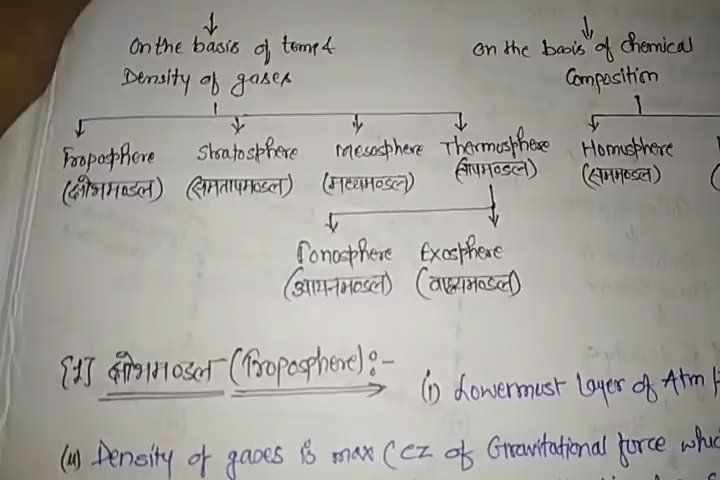 On the basis of temp & On the basis of Chemical
Density of gases Composition
Troposphere Stratosphere Mesosphere Thermosphere Homosphere
(क्षोभमण्डल) (समतापमण्डल) (मध्यमण्डल) (तापमण्डल) (सममण्डल)
Ionosphere Exosphere
(आयनमण्डल) (वाह्यमण्डल)
[1] क्षोभमण्डल (Troposphere):-
(i) Lowermust layer of Atm
(ii) Density of gases is max (cz of Gravitational force